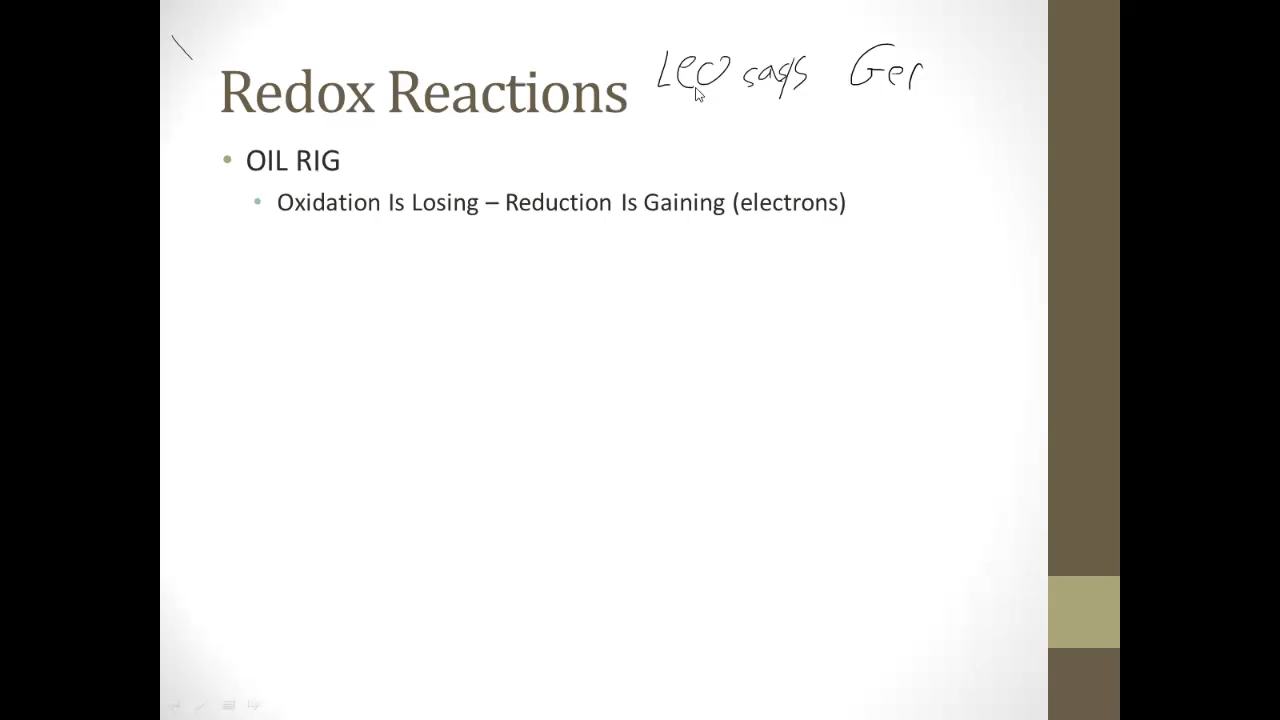 Redox Reactions Leo says Ger
• OIL RIG
• Oxidation Is Losing – Reduction Is Gaining (electrons)